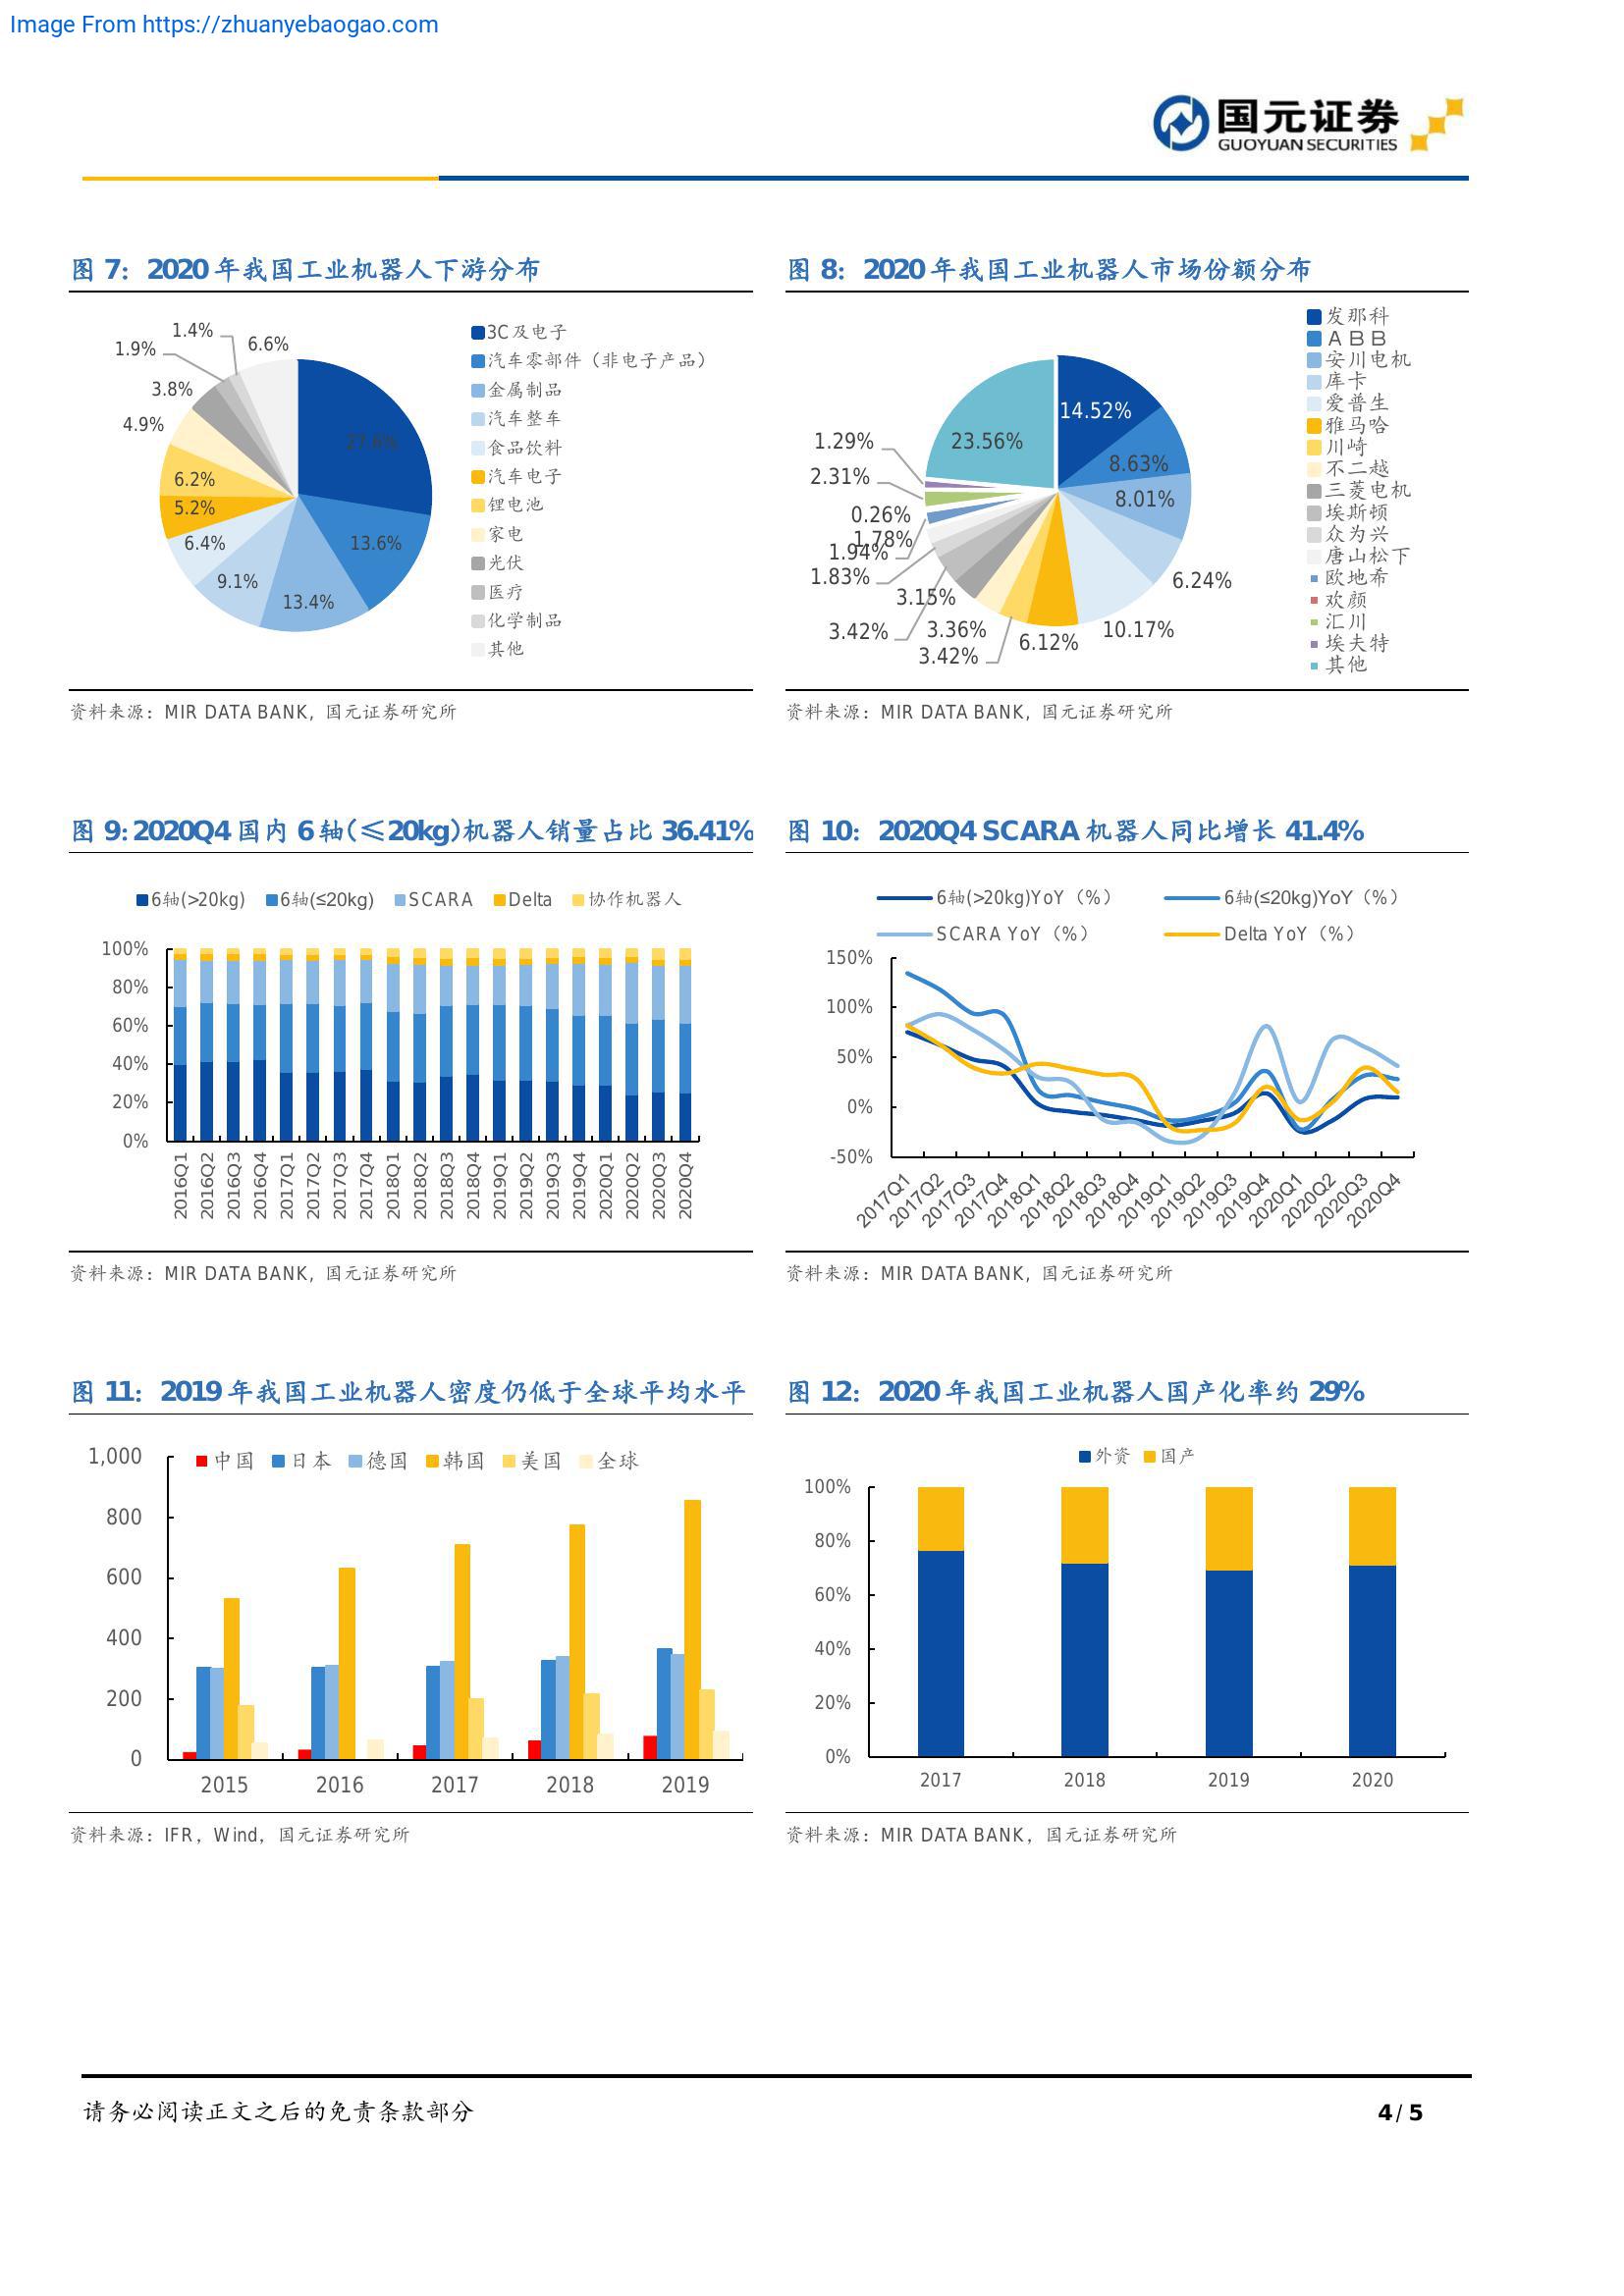 Image From https://zhuanyebaogao.com
国元证券
GUOYUAN SECURITIES
图 7：2020 年我国工业机器人下游分布
27.6%
13.6%
13.4%
9.1%
6.4%
5.2%
6.2%
4.9%
3.8%
1.9%
1.4%
6.6%
3C及电子
汽车零部件（非电子产品）
金属制品
汽车整车
食品饮料
汽车电子
锂电池
家电
光伏
医疗
化学制品
其他
资料来源：MIR DATA BANK，国元证券研究所
图 8：2020 年我国工业机器人市场份额分布
14.52%
8.63%
8.01%
6.24%
10.17%
6.12%
3.42%
3.36%
3.42%
3.15%
1.83%
1.94%
1.78%
0.26%
2.31%
1.29%
23.56%
发那科
ＡＢＢ
安川电机
库卡
爱普生
雅马哈
川崎
不二越
三菱电机
埃斯顿
众为兴
唐山松下
欧地希
欢颜
汇川
埃夫特
其他
资料来源：MIR DATA BANK，国元证券研究所
图 9：2020Q4 国内 6 轴(≤20kg)机器人销量占比 36.41%
6轴(>20kg) 6轴(≤20kg) SCARA Delta 协作机器人
100%
80%
60%
40%
20%
0%
2016Q1 2016Q2 2016Q3 2016Q4 2017Q1 2017Q2 2017Q3 2017Q4 2018Q1 2018Q2 2018Q3 2018Q4 2019Q1 2019Q2 2019Q3 2019Q4 2020Q1 2020Q2 2020Q3 2020Q4
资料来源：MIR DATA BANK，国元证券研究所
图 10：2020Q4 SCARA 机器人同比增长 41.4%
6轴(>20kg)YoY（%） 6轴(≤20kg)YoY（%）
SCARA YoY（%） Delta YoY（%）
150%
100%
50%
0%
-50%
2017Q1 2017Q2 2017Q3 2017Q4 2018Q1 2018Q2 2018Q3 2018Q4 2019Q1 2019Q2 2019Q3 2019Q4 2020Q1 2020Q2 2020Q3 2020Q4
资料来源：MIR DATA BANK，国元证券研究所
图 11：2019 年我国工业机器人密度仍低于全球平均水平
中国 日本 德国 韩国 美国 全球
1,000
800
600
400
200
0
2015 2016 2017 2018 2019
资料来源：IFR，Wind，国元证券研究所
图 12：2020 年我国工业机器人国产化率约 29%
外资 国产
100%
80%
60%
40%
20%
0%
2017 2018 2019 2020
资料来源：MIR DATA BANK，国元证券研究所
请务必阅读正文之后的免责条款部分
4 / 5